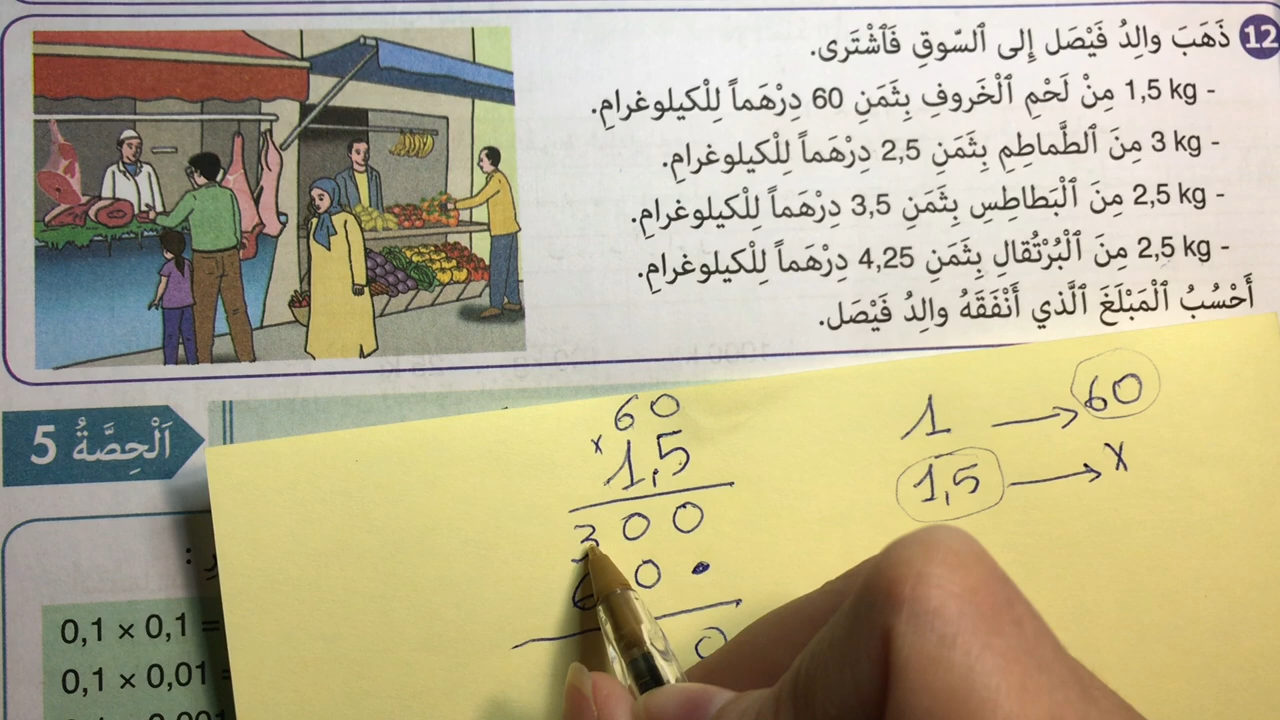 12 ذَهَبَ والِدُ فَيْصَل إِلى ٱلسّوقِ فَٱشْتَرى.
- 1,5 kg مِنْ لَحْمِ ٱلْخَروفِ بِثَمَنِ 60 دِرْهَماً لِلْكيلوغرامِ.
- 3 kg مِنَ ٱلطَّماطِمِ بِثَمَنِ 2,5 دِرْهَماً لِلْكيلوغرامِ.
- 2,5 kg مِنَ ٱلْبَطاطِسِ بِثَمَنِ 3,5 دِرْهَماً لِلْكيلوغرامِ.
- 2,5 kg مِنَ ٱلْبُرْتُقالِ بِثَمَنِ 4,25 دِرْهَماً لِلْكيلوغرامِ.
أَحْسُبُ ٱلْمَبْلَغَ ٱلَّذي أَنْفَقَهُ والِدُ فَيْصَل.
اَلْحِصَّةُ 5
60
x 1,5
300
60•
0
1 → 60
1,5 → x
0,1 × 0,1 =
0,1 × 0,01